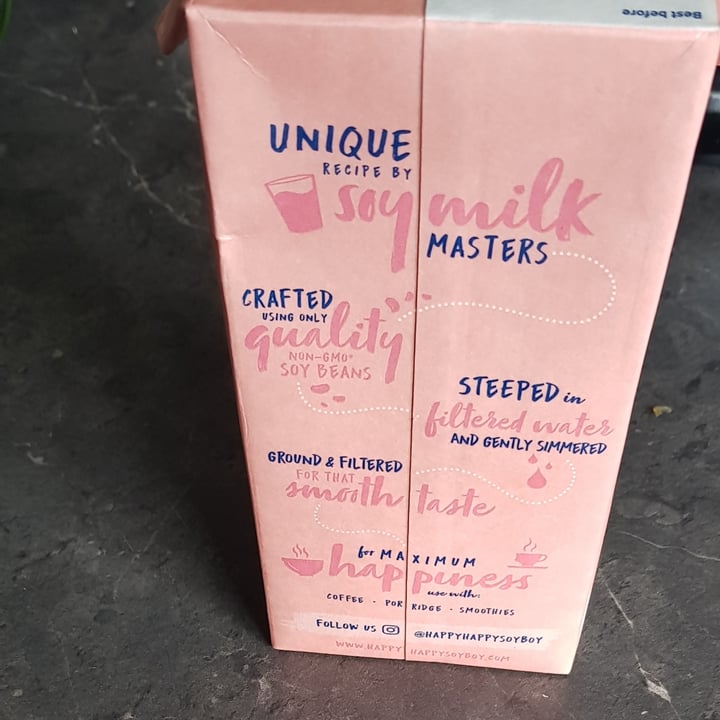 Best before
UNIQUE
RECIPE BY
soy milk
MASTERS
CRAFTED
USING ONLY
quality
NON-GMO*
SOY BEANS
STEEPED in
filtered water
AND GENTLY SIMMERED
GROUND & FILTERED
FOR THAT
smooth taste
for MAXIMUM
happiness
use with:
COFFEE · PORRIDGE · SMOOTHIES
FOLLOW US @HAPPYHAPPYSOYBOY
WWW.HAPPYHAPPYSOYBOY.COM